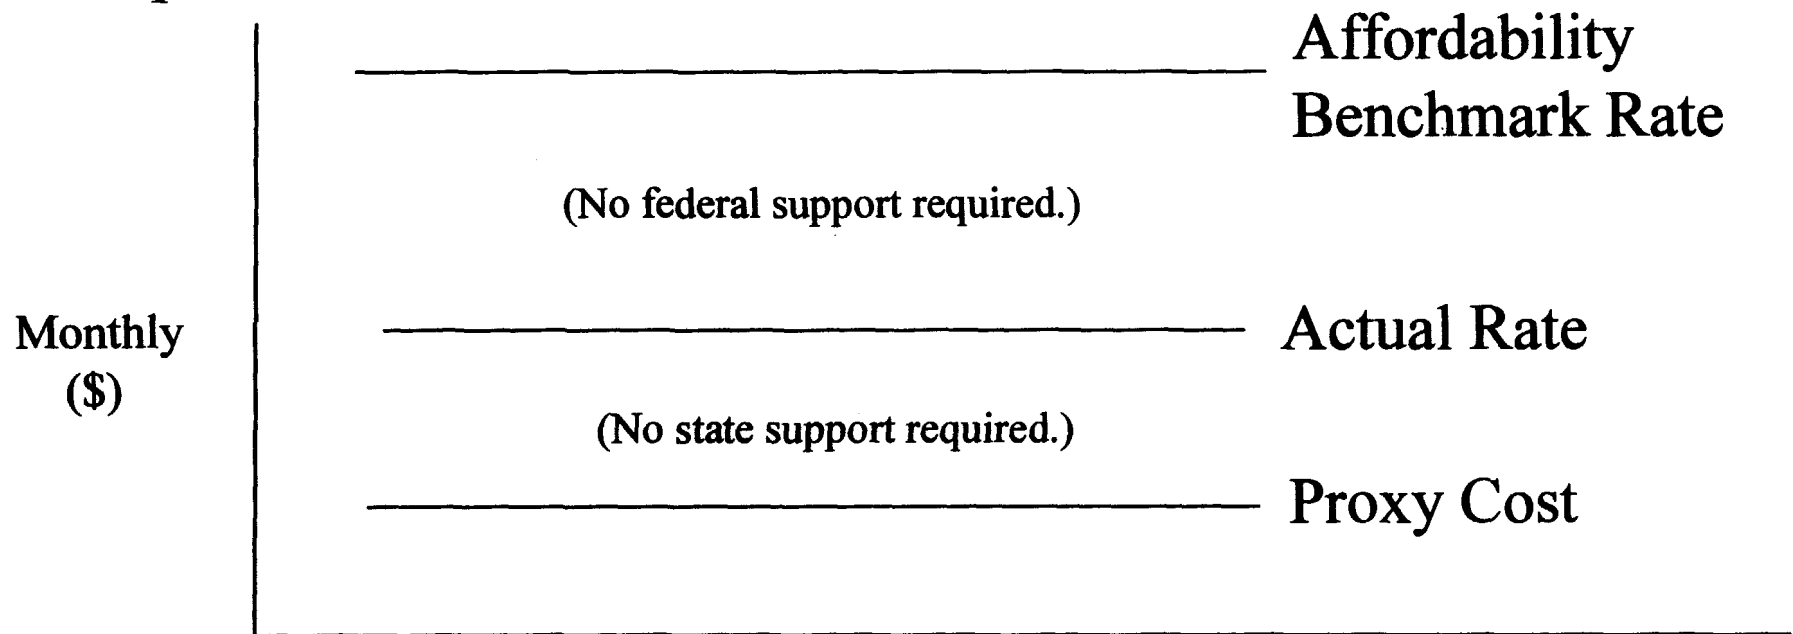 Affordability
Benchmark Rate
(No federal support required.)
Monthly
($)
Actual Rate
(No state support required.)
Proxy Cost